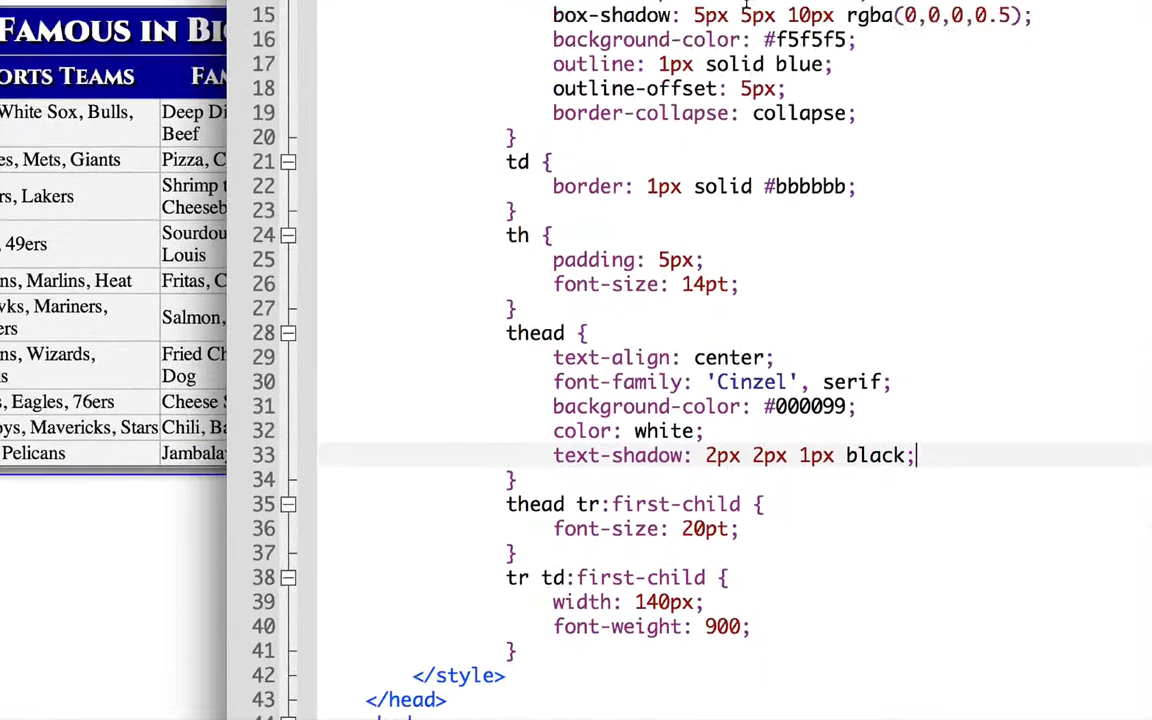 FAMOUS IN BI
ORTS TEAMS FA
White Sox, Bulls, Deep Di
Beef
es, Mets, Giants Pizza, C
rs, Lakers Shrimp
Cheeseb
, 49ers Sourdou
Louis
ns, Marlins, Heat Fritas, C
wks, Mariners, Salmon,
ers
ns, Wizards, Fried Ch
s Dog
s, Eagles, 76ers Cheese
oys, Mavericks, Stars Chili, Ba
Pelicans Jambala
15 box-shadow: 5px 5px 10px rgba(0,0,0,0.5);
16 background-color: #f5f5f5;
17 outline: 1px solid blue;
18 outline-offset: 5px;
19 border-collapse: collapse;
20 }
21 td {
22 border: 1px solid #bbbbbb;
23 }
24 th {
25 padding: 5px;
26 font-size: 14pt;
27 }
28 thead {
29 text-align: center;
30 font-family: 'Cinzel', serif;
31 background-color: #000099;
32 color: white;
33 text-shadow: 2px 2px 1px black;
34 }
35 thead tr:first-child {
36 font-size: 20pt;
37 }
38 tr td:first-child {
39 width: 140px;
40 font-weight: 900;
41 }
42 </style>
43 </head>